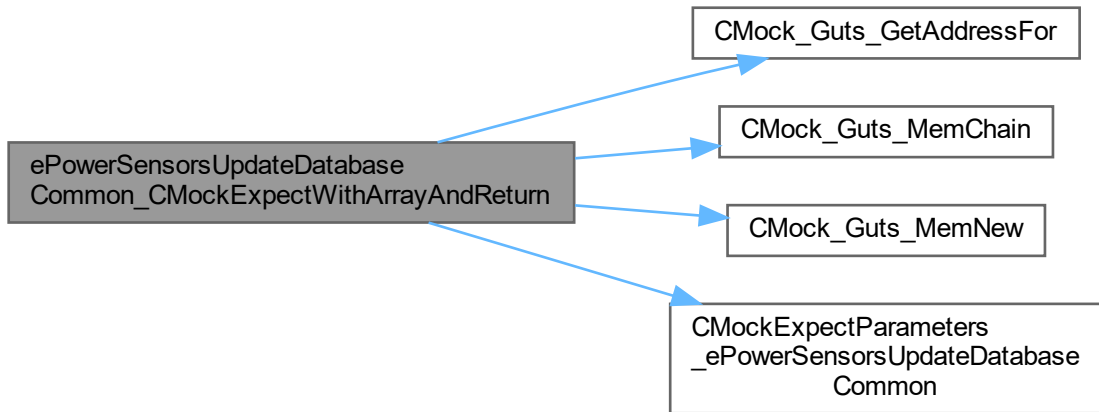 CMock_Guts_GetAddressFor
CMock_Guts_MemChain
ePowerSensorsUpdateDatabase
Common_CMockExpectWithArrayAndReturn
CMock_Guts_MemNew
CMockExpectParameters
_ePowerSensorsUpdateDatabase
Common